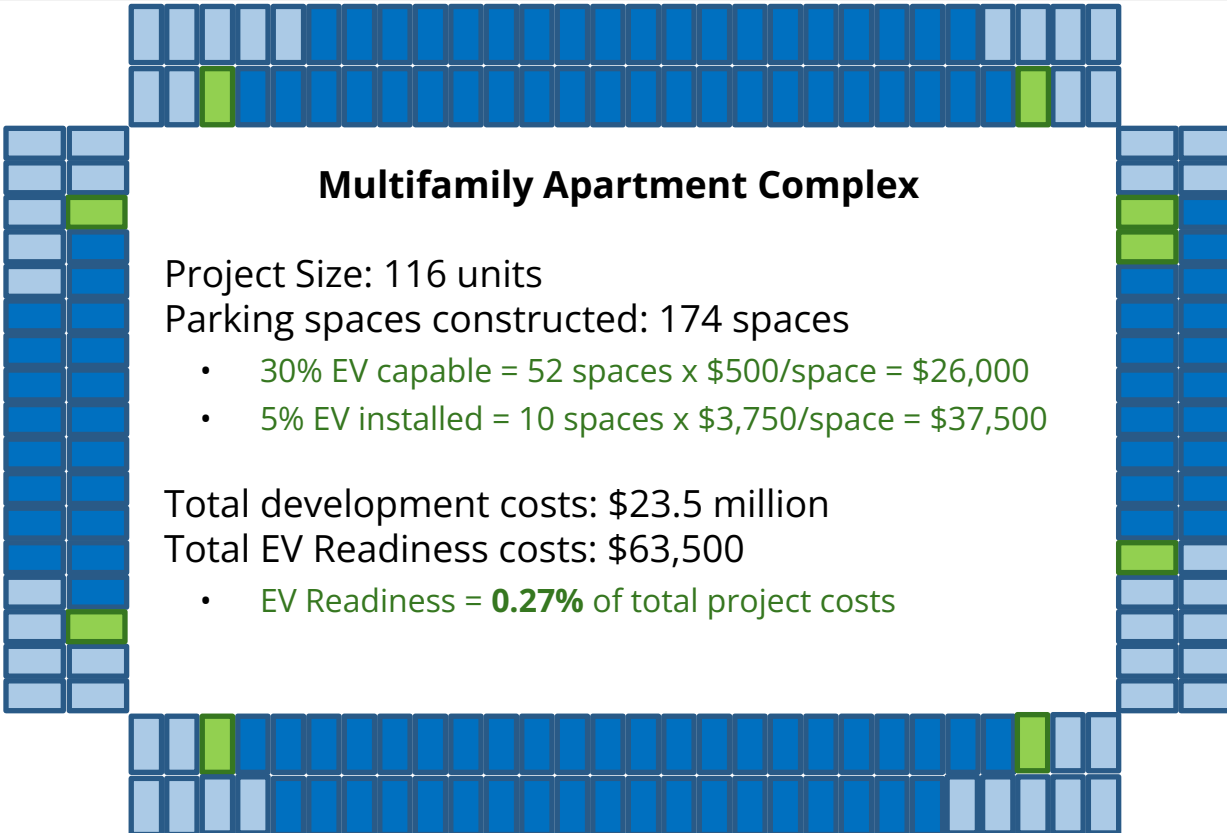 Multifamily Apartment Complex
Project Size: 116 units
Parking spaces constructed: 174 spaces
• 30% EV capable = 52 spaces x $500/space = $26,000
• 5% EV installed = 10 spaces x $3,750/space = $37,500
Total development costs: $23.5 million
Total EV Readiness costs: $63,500
• EV Readiness = 0.27% of total project costs